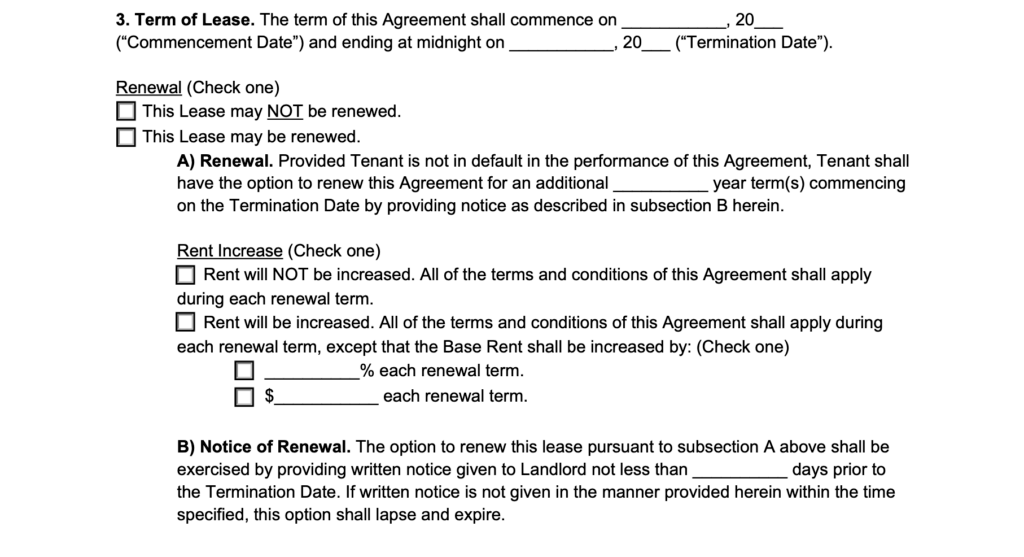 3. Term of Lease. The term of this Agreement shall commence on ____________, 20___
(“Commencement Date”) and ending at midnight on ____________, 20___ (“Termination Date”).
Renewal (Check one)
☐ This Lease may NOT be renewed.
☐ This Lease may be renewed.
A) Renewal. Provided Tenant is not in default in the performance of this Agreement, Tenant shall
have the option to renew this Agreement for an additional ___________ year term(s) commencing
on the Termination Date by providing notice as described in subsection B herein.
Rent Increase (Check one)
☐ Rent will NOT be increased. All of the terms and conditions of this Agreement shall apply
during each renewal term.
☐ Rent will be increased. All of the terms and conditions of this Agreement shall apply during
each renewal term, except that the Base Rent shall be increased by: (Check one)
☐ ___________% each renewal term.
☐ $____________ each renewal term.
B) Notice of Renewal. The option to renew this lease pursuant to subsection A above shall be
exercised by providing written notice given to Landlord not less than ___________ days prior to
the Termination Date. If written notice is not given in the manner provided herein within the time
specified, this option shall lapse and expire.